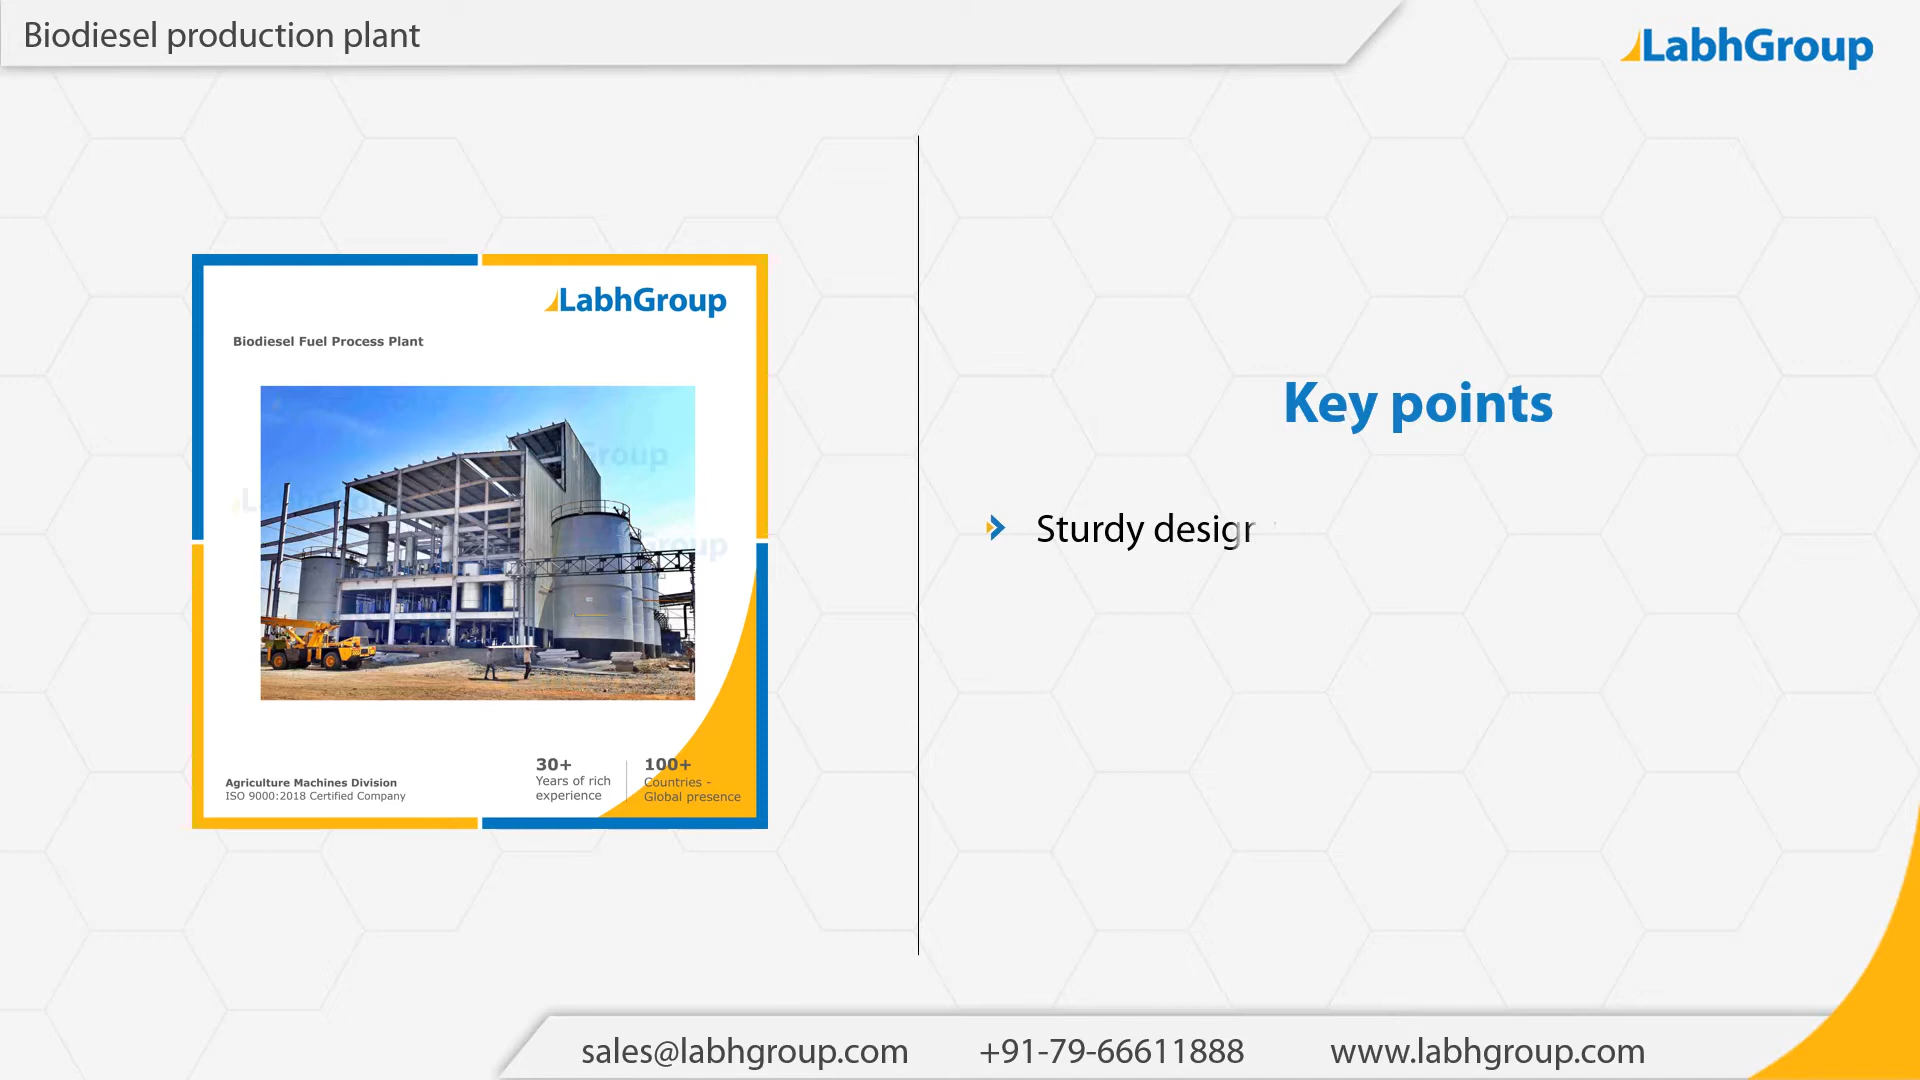 Biodiesel production plant
LabhGroup
LabhGroup
Biodiesel Fuel Process Plant
Key points
Sturdy design
30+
Years of rich
experience
100+
Countries -
Global presence
Agriculture Machines Division
ISO 9000:2018 Certified Company
sales@labhgroup.com
+91-79-66611888
www.labhgroup.com